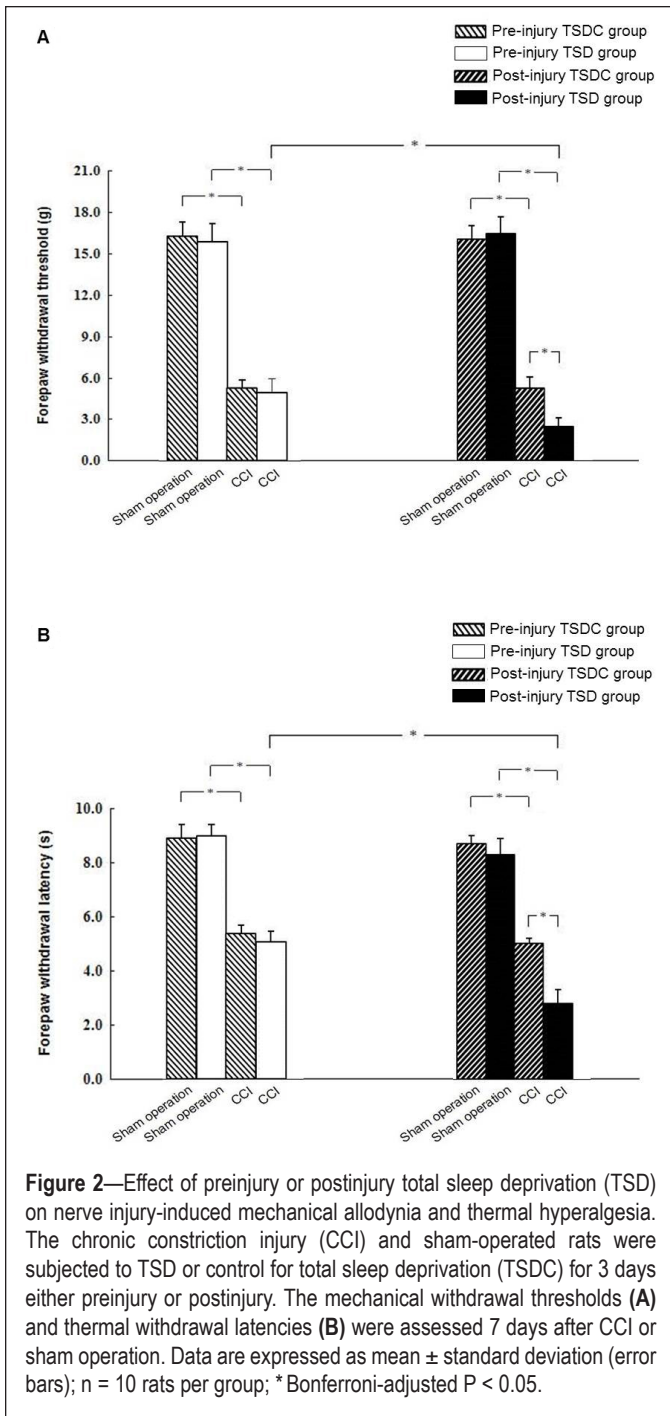 A
Pre-injury TSDC group
Pre-injury TSD group
Post-injury TSDC group
Post-injury TSD group
*
* *
* *
*
Forepaw withdrawal threshold (g)
21.0
18.0
15.0
12.0
9.0
6.0
3.0
0.0
Sham operation
Sham operation
CCI
CCI
Sham operation
Sham operation
CCI
CCI
B
Pre-injury TSDC group
Pre-injury TSD group
Post-injury TSDC group
Post-injury TSD group
*
* *
* *
*
Forepaw withdrawal latency (s)
10.0
8.0
6.0
4.0
2.0
0.0
Sham operation
Sham operation
CCI
CCI
Sham operation
Sham operation
CCI
CCI
Figure 2—Effect of preinjury or postinjury total sleep deprivation (TSD)
on nerve injury-induced mechanical allodynia and thermal hyperalgesia.
The chronic constriction injury (CCI) and sham-operated rats were
subjected to TSD or control for total sleep deprivation (TSDC) for 3 days
either preinjury or postinjury. The mechanical withdrawal thresholds (A)
and thermal withdrawal latencies (B) were assessed 7 days after CCI or
sham operation. Data are expressed as mean ± standard deviation (error
bars); n = 10 rats per group; * Bonferroni-adjusted P < 0.05.